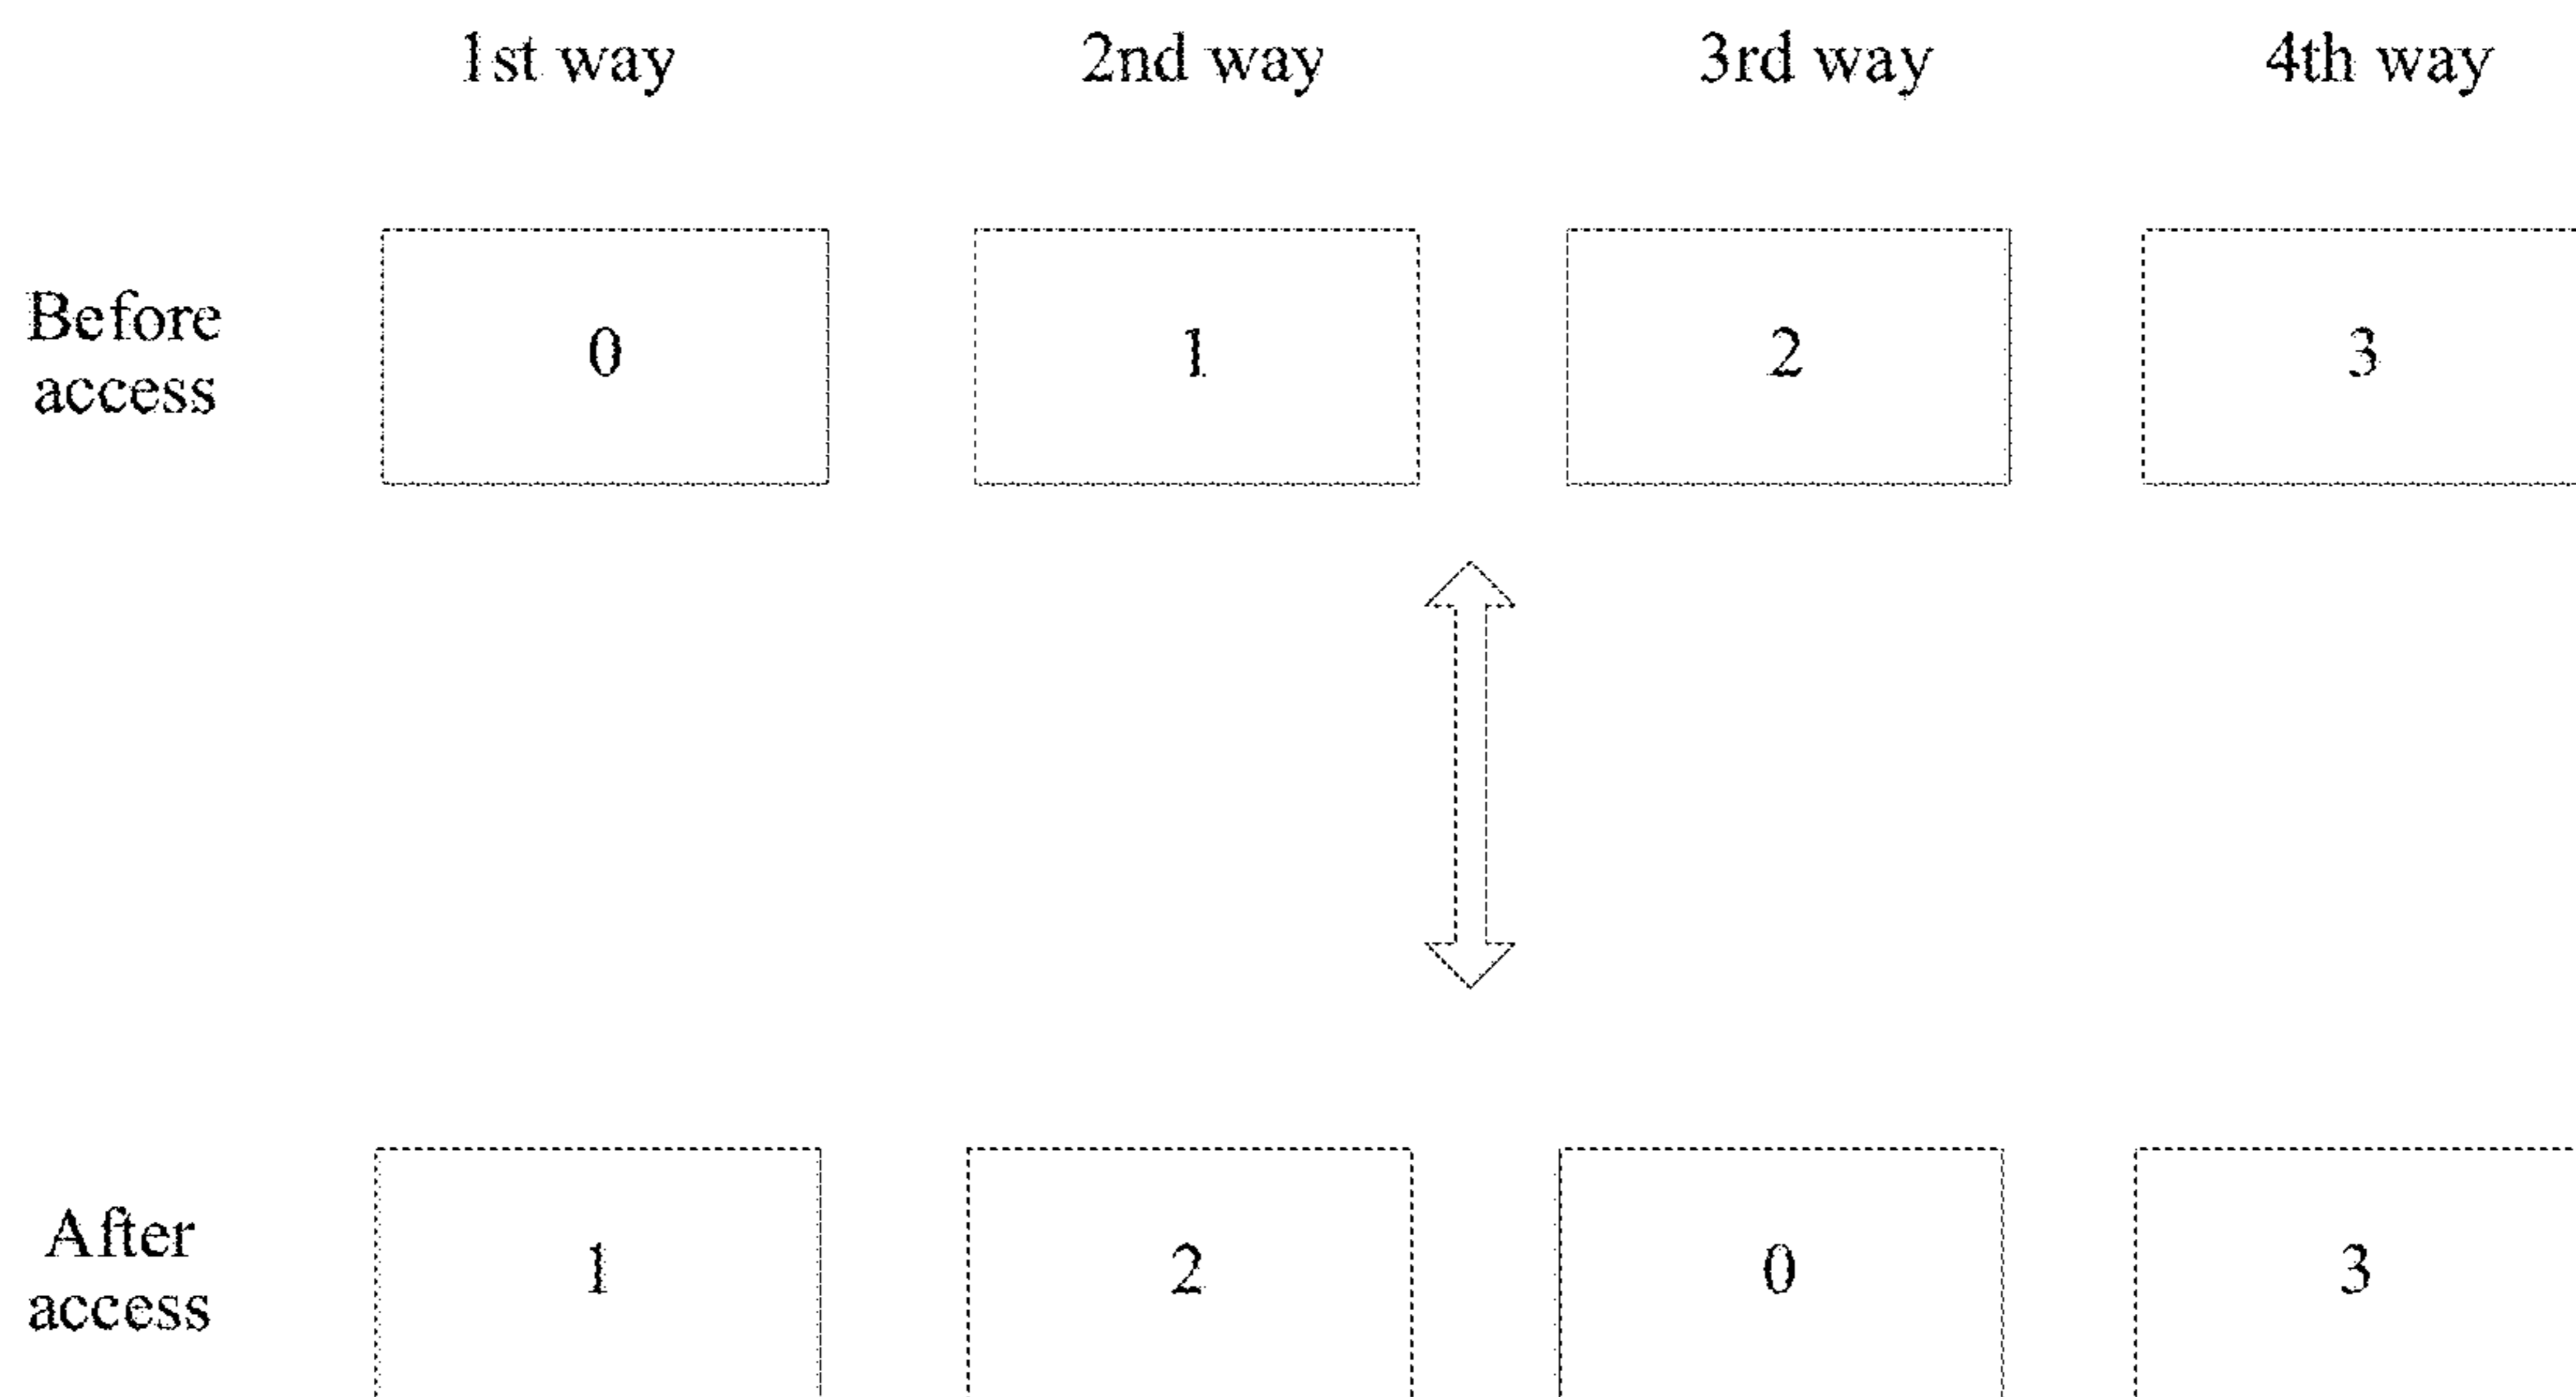 1st way 2nd way 3rd way 4th way
Before
access
0 1 2 3
After
access
1 2 0 3